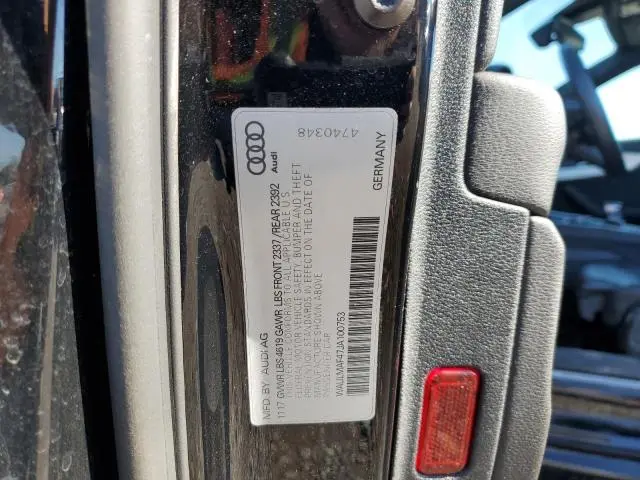 Audi
4740348
MFD. BY AUDI AG
11 17 GVWR LBS 4619 GAWR LBS FRONT 2337 / REAR 2392
THIS VEHICLE CONFORMS TO ALL APPLICABLE U S
FEDERAL MOTOR VEHICLE SAFETY, BUMPER AND THEFT
PREVENTION STANDARDS IN EFFECT ON THE DATE OF
MANUFACTURE SHOWN ABOVE
PASSENGER CAR
WAULMAF47JA100753
GERMANY